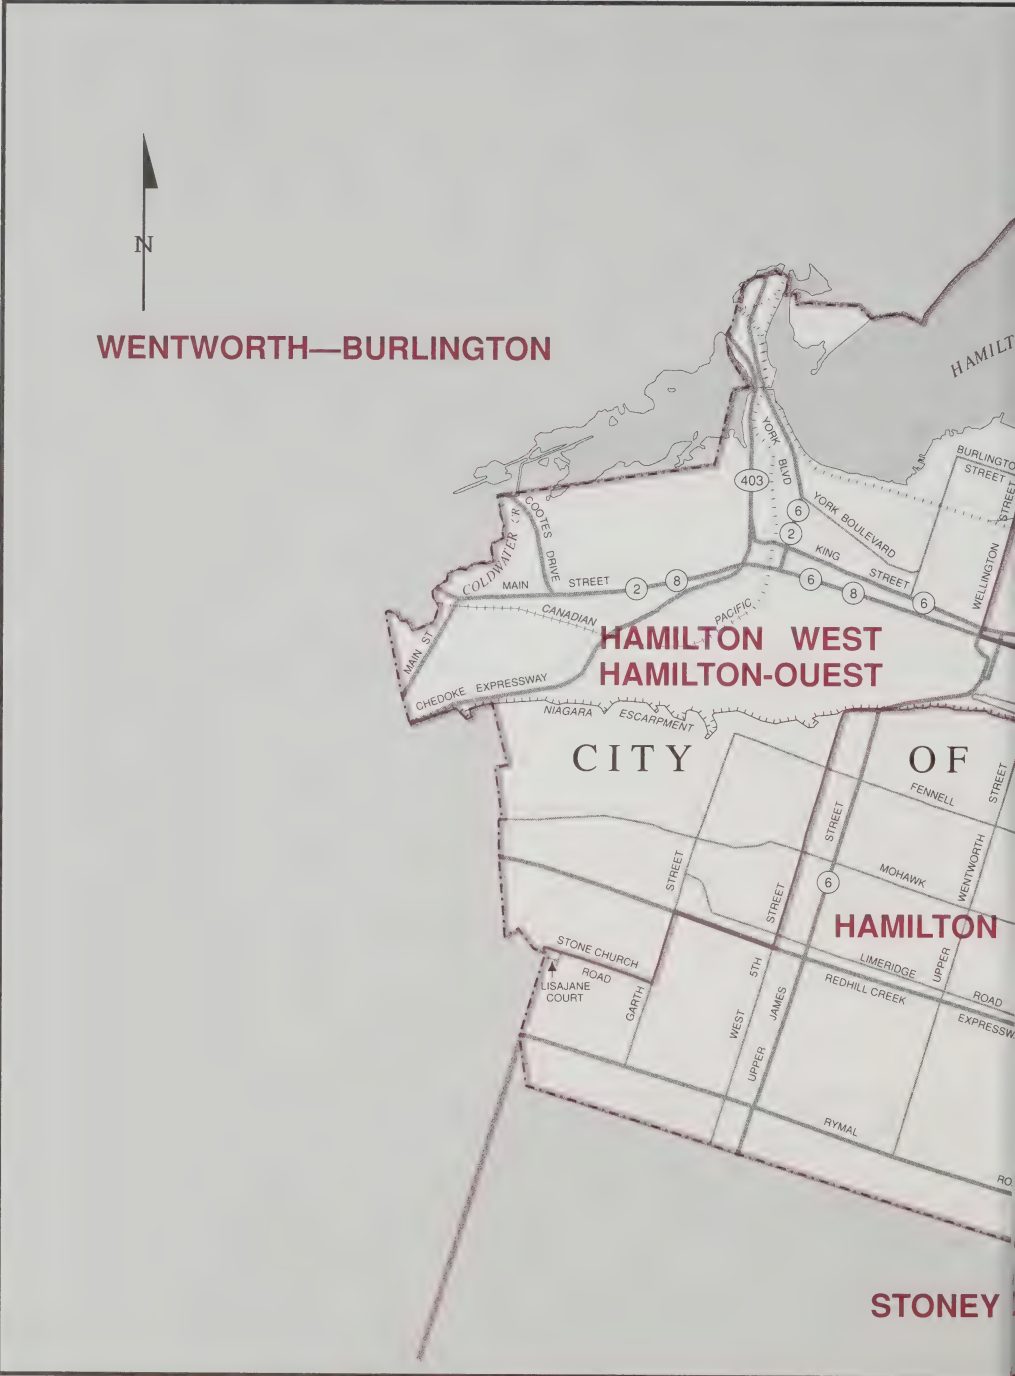 N
WENTWORTH—BURLINGTON
HAMILT
BURLINGTO
STREET
STREET
WELLINGTON
YORK
BLVD
403
6
2
YORK BOULEVARD
KING
STREET
6
8
6
COOTES
DRIVE
COLDWATER CR
MAIN
STREET
2
8
CANADIAN
PACIFIC
MAIN ST
CHEDOKE EXPRESSWAY
HAMILTON WEST
HAMILTON-OUEST
NIAGARA ESCARPMENT
CITY OF
FENNELL
STREET
STREET
6
MOHAWK
WENTWORTH
STREET
STREET
HAMILTON
STONE CHURCH
ROAD
LISAJANE
COURT
GARTH
5TH
WEST
JAMES
UPPER
LIMERIDGE
ROAD
UPPER
REDHILL CREEK
EXPRESSW
RYMAL
RO
STONEY